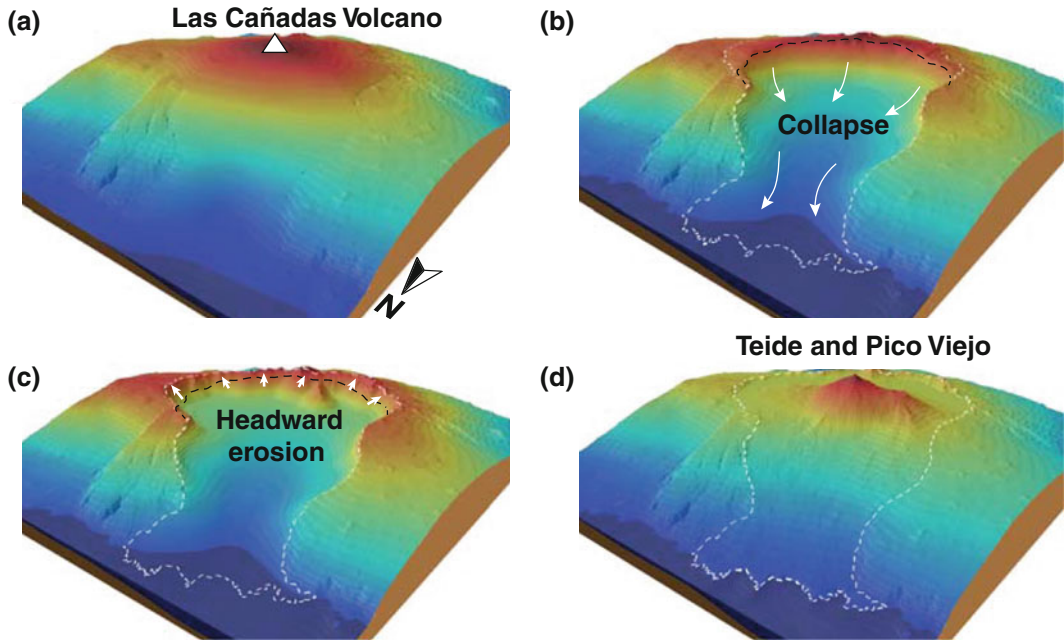 (a)
Las Cañadas Volcano
N
(b)
Collapse
(c)
Headward
erosion
Teide and Pico Viejo
(d)